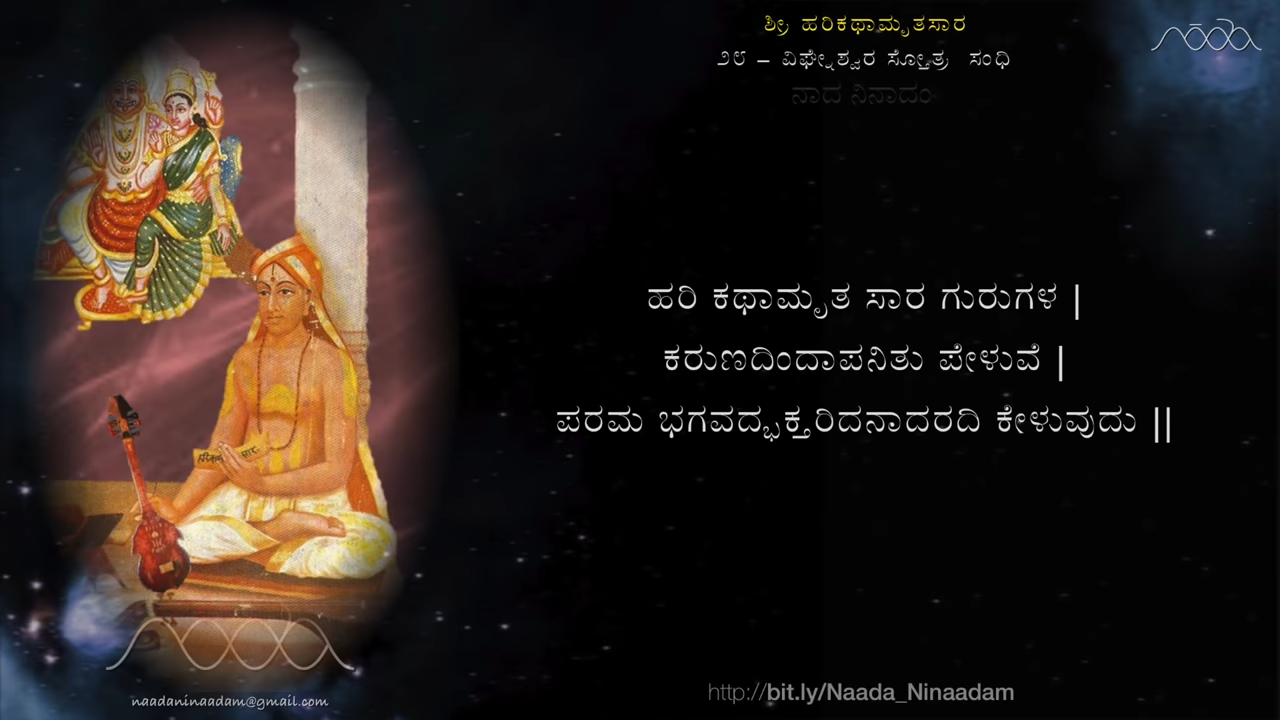 ಶ್ರೀ ಹರಿಕಥಾಮೃತಸಾರ
೨೮ – ವಿಘ್ನೇಶ್ವರ ಸ್ತೋತ್ರ ಸಂಧಿ
ನಾದ ನಿನಾದಂ
ಹರಿ ಕಥಾಮೃತ ಸಾರ ಗುರುಗಳ |
ಕರುಣದಿಂದಾಪನಿತು ಪೇಳುವೆ |
ಪರಮ ಭಗವದ್ಭಕ್ತರಿದನಾದರದಿ ಕೇಳುವುದು ||
naadaninaadam@gmail.com
http://bit.ly/Naada_Ninaadam